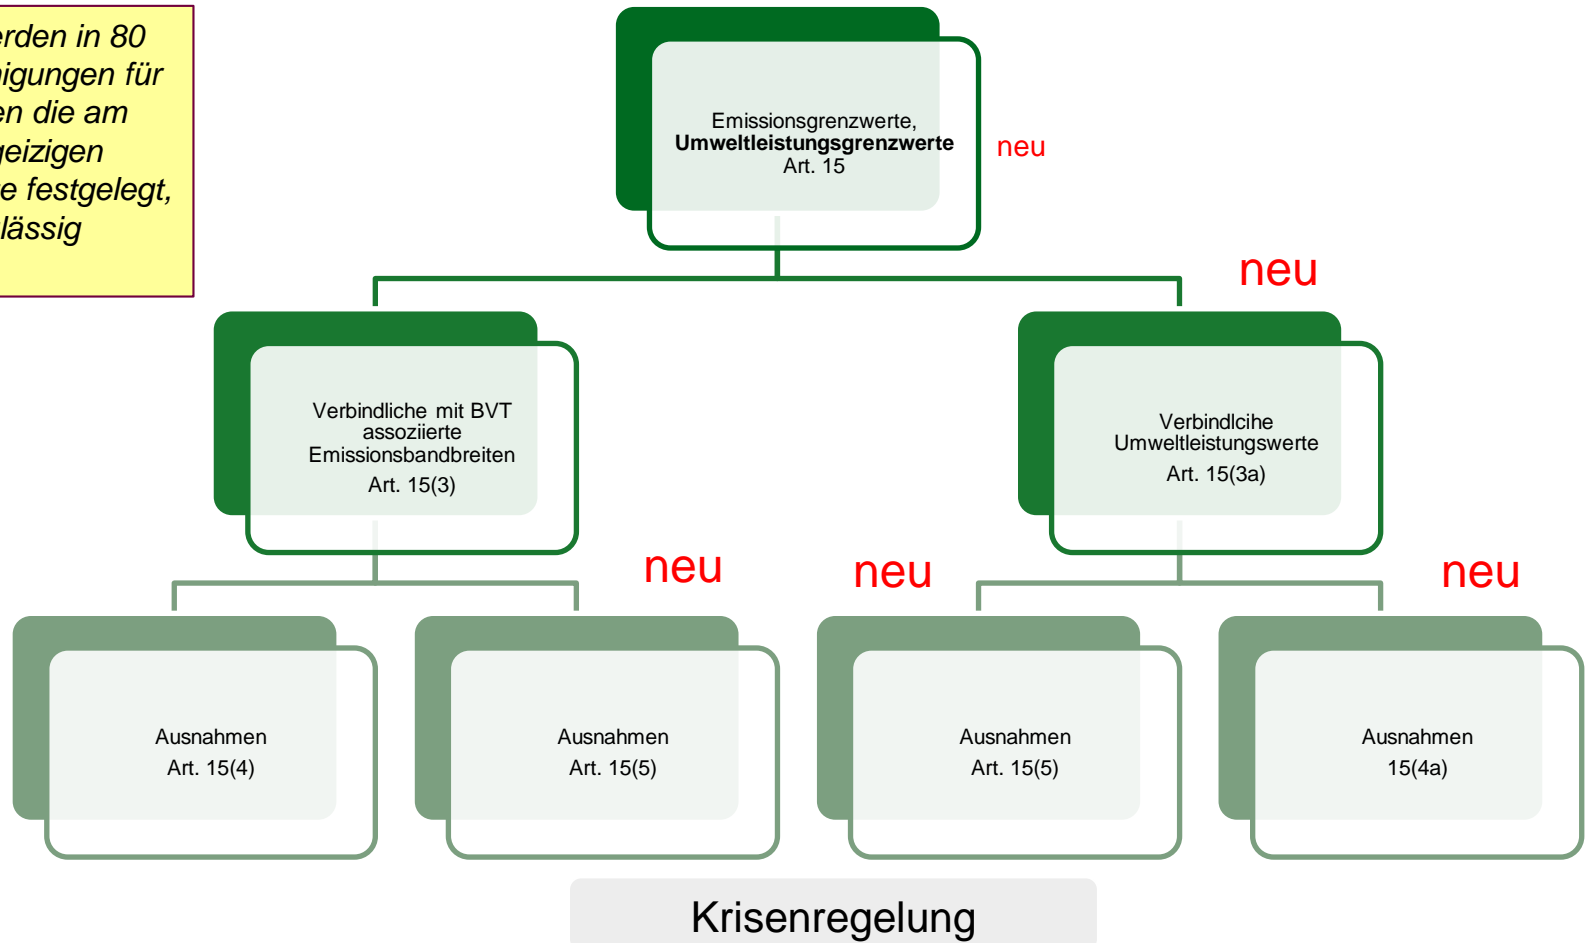 erden in 80
nigungen für
en die am
geizigen
e festgelegt,
lässig
Emissionsgrenzwerte,
Umweltleistungsgrenzwerte
Art. 15
neu
neu
Verbindliche mit BVT
assoziierte
Emissionsbandbreiten
Art. 15(3)
Verbindlcihe
Umweltleistungswerte
Art. 15(3a)
neu
neu
neu
Ausnahmen
Art. 15(4)
Ausnahmen
Art. 15(5)
Ausnahmen
Art. 15(5)
Ausnahmen
15(4a)
Krisenregelung